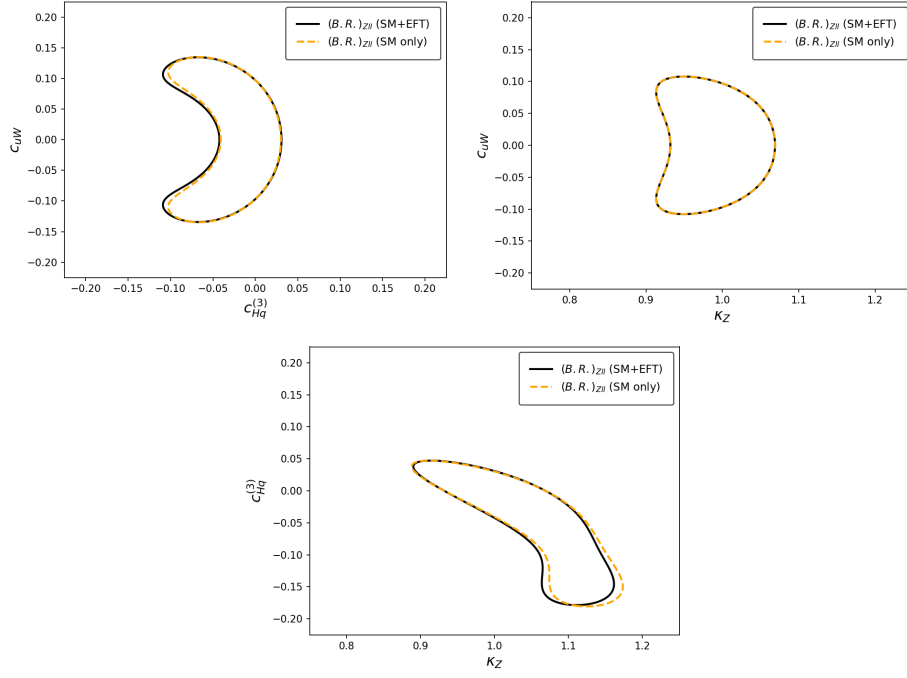 0.20
0.15
0.10
0.05
0.00
−0.05
−0.10
−0.15
−0.20
c_{uW}
(B.R.)_{Zll} (SM+EFT)
(B.R.)_{Zll} (SM only)
−0.20 −0.15 −0.10 −0.05 0.00 0.05 0.10 0.15 0.20
c_{Hq}^{(3)}
0.20
0.15
0.10
0.05
0.00
−0.05
−0.10
−0.15
−0.20
c_{uW}
(B.R.)_{Zll} (SM+EFT)
(B.R.)_{Zll} (SM only)
0.8 0.9 1.0 1.1 1.2
κ_Z
0.20
0.15
0.10
0.05
0.00
−0.05
−0.10
−0.15
−0.20
c_{Hq}^{(3)}
(B.R.)_{Zll} (SM+EFT)
(B.R.)_{Zll} (SM only)
0.8 0.9 1.0 1.1 1.2
κ_Z